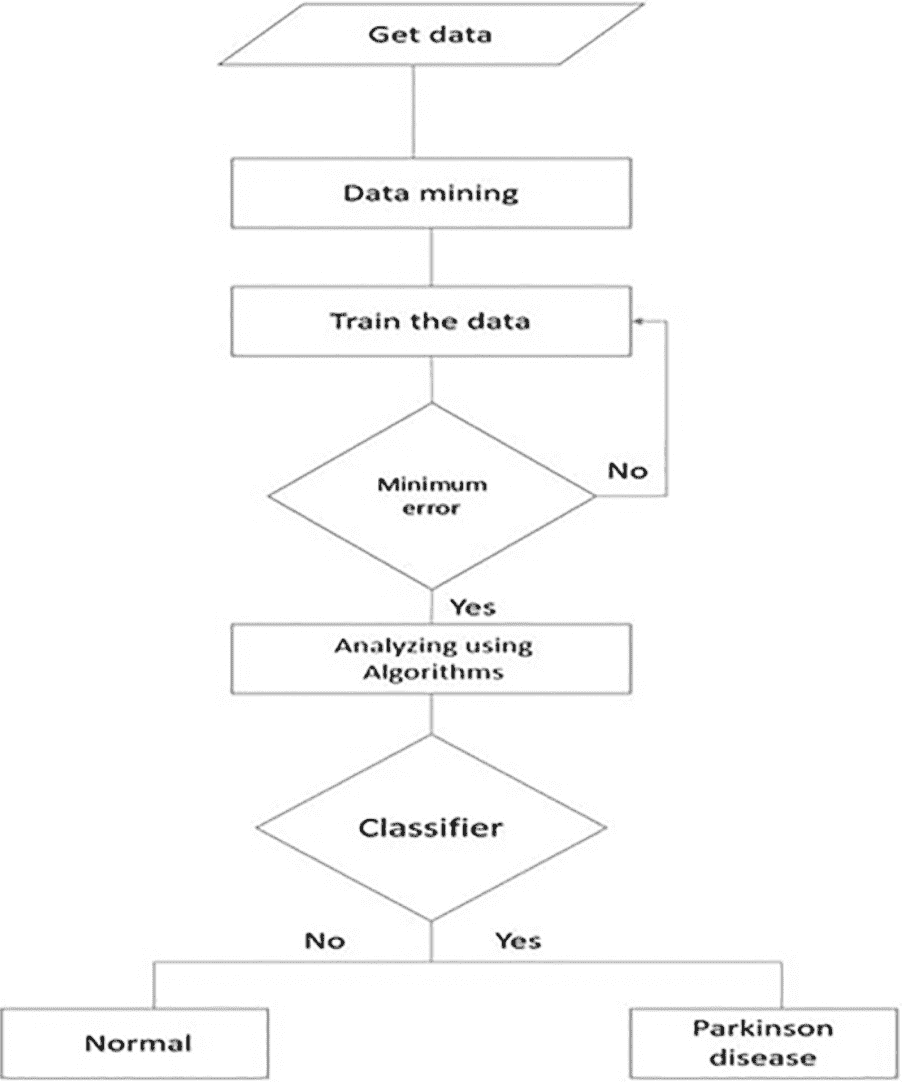 Get data
Data mining
Train the data
Minimum
error
No
Yes
Analyzing using
Algorithms
Classifier
No
Yes
Normal
Parkinson
disease